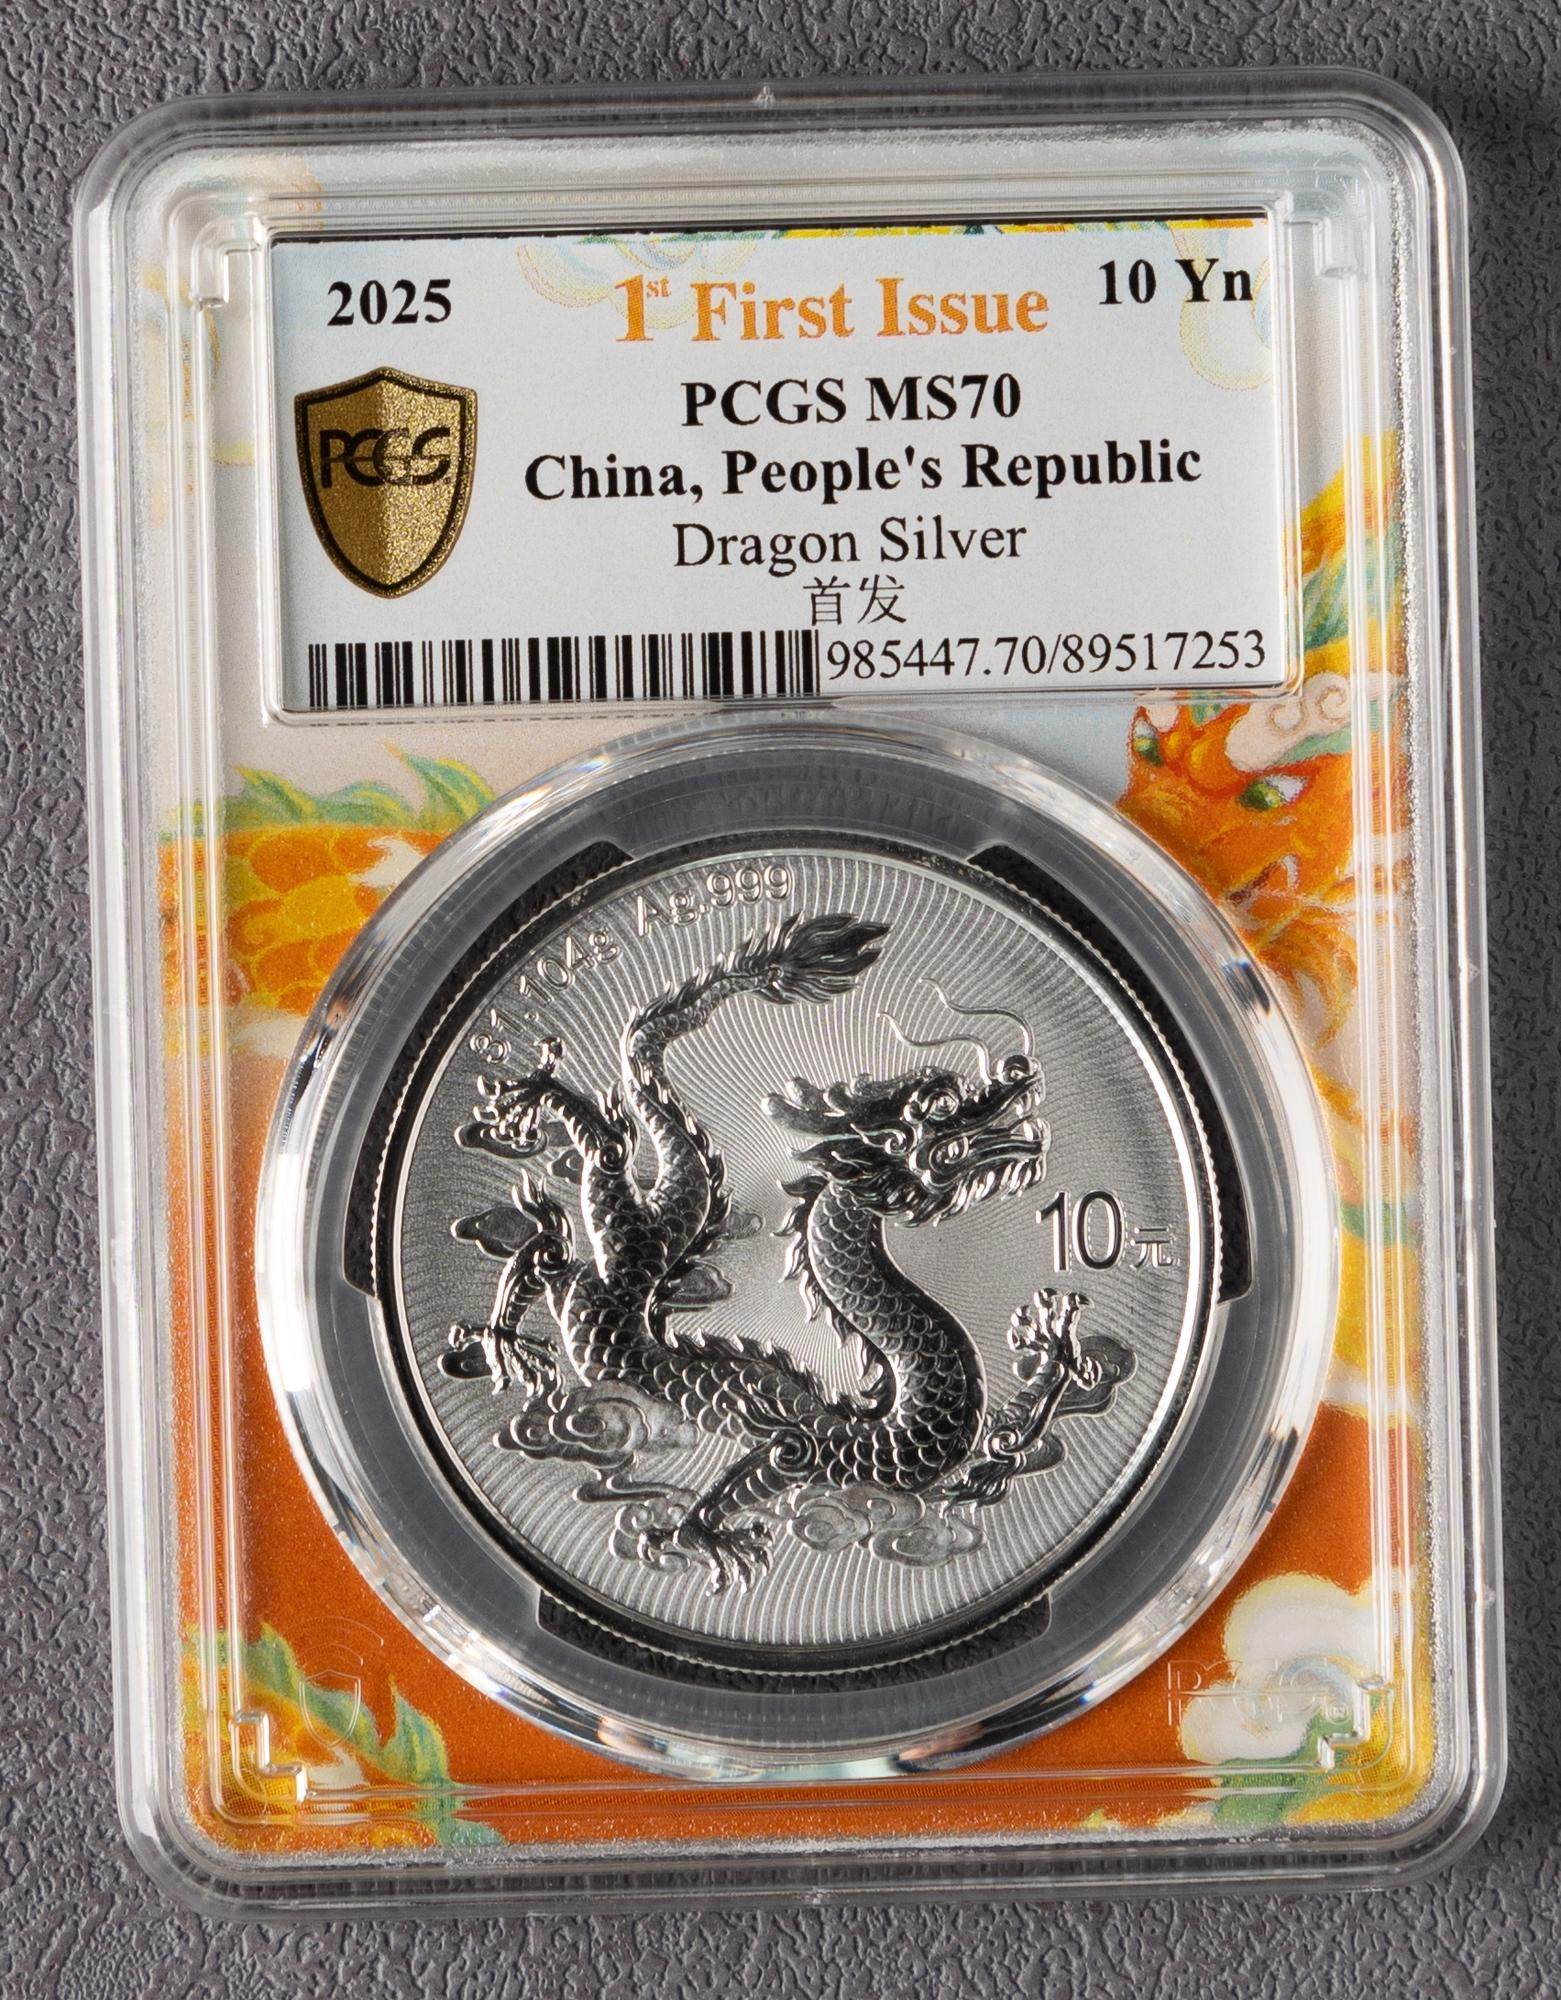 2025
1st First Issue
10 Yn
PCGS
PCGS MS70
China, People's Republic
Dragon Silver
首发
985447.70/89517253
31.104g Ag.999
10元
PCGS